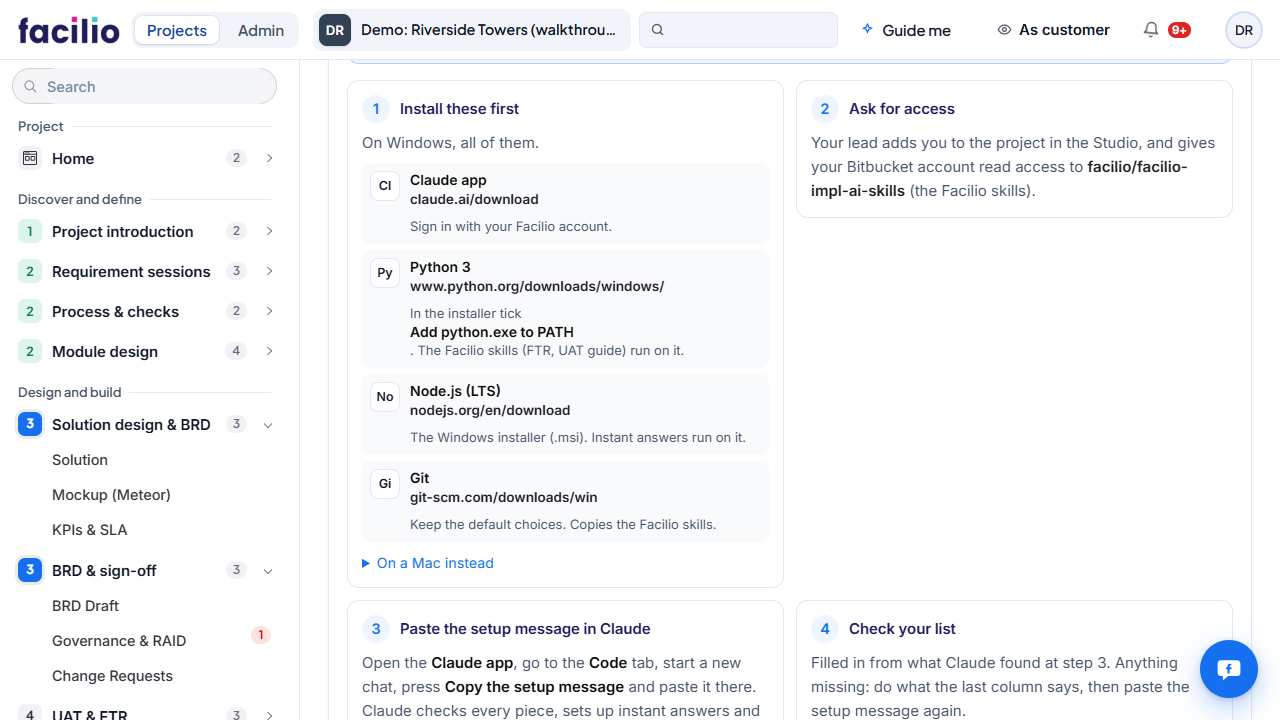 facilio
Projects
Admin
DR
Demo: Riverside Towers (walkthrou...
Guide me
As customer
9+
DR
Search
Project
Home
2
Discover and define
1
Project introduction
2
2
Requirement sessions
3
2
Process & checks
2
2
Module design
4
Design and build
3
Solution design & BRD
3
Solution
Mockup (Meteor)
KPIs & SLA
3
BRD & sign-off
3
BRD Draft
Governance & RAID
1
Change Requests
4
UAT & FTR
3
1
Install these first
On Windows, all of them.
Cl
Claude app
claude.ai/download
Sign in with your Facilio account.
Py
Python 3
www.python.org/downloads/windows/
In the installer tick
Add python.exe to PATH
. The Facilio skills (FTR, UAT guide) run on it.
No
Node.js (LTS)
nodejs.org/en/download
The Windows installer (.msi). Instant answers run on it.
Gi
Git
git-scm.com/downloads/win
Keep the default choices. Copies the Facilio skills.
On a Mac instead
2
Ask for access
Your lead adds you to the project in the Studio, and gives
your Bitbucket account read access to facilio/facilio-
impl-ai-skills (the Facilio skills).
3
Paste the setup message in Claude
Open the Claude app, go to the Code tab, start a new
chat, press Copy the setup message and paste it there.
Claude checks every piece, sets up instant answers and
4
Check your list
Filled in from what Claude found at step 3. Anything
missing: do what the last column says, then paste the
setup message again.